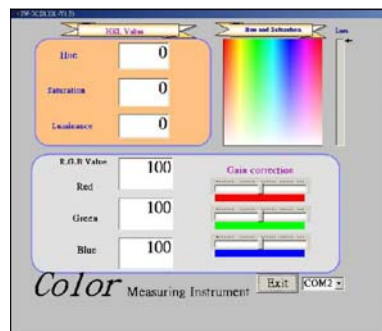 HSL Value
Hue and Saturation
Lum
Hue 0
Saturation 0
Luminance 0
R.G.B Value
Red 100
Green 100
Blue 100
Gain correction
Color Measuring Instrument
Exit
COM2